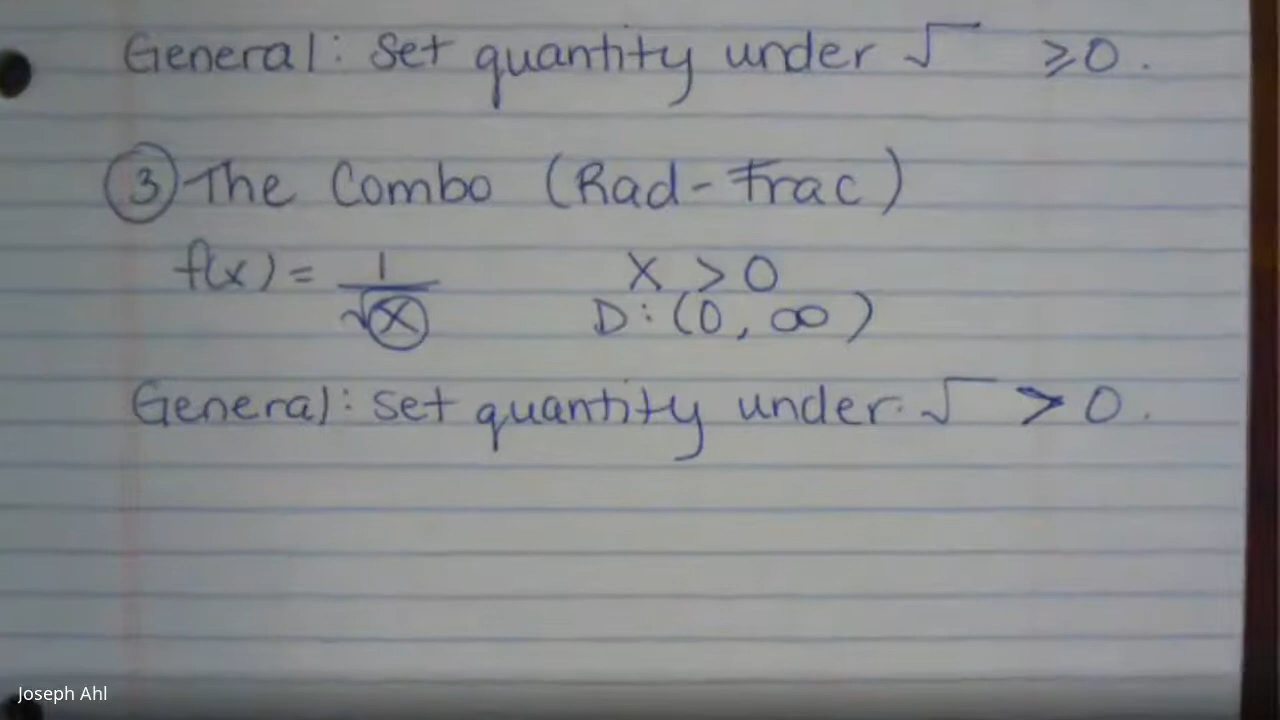 General: Set quantity under √ ≥0.
③ The Combo (Rad-Frac)
f(x) = 1/√x   X > 0
D: (0, ∞)
General: set quantity under √ > 0.
Joseph Ahl